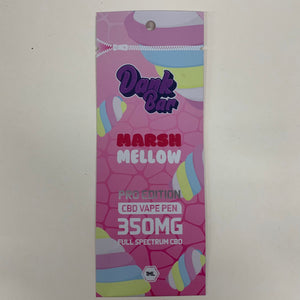 Dank
Bar
MARSH
MELLOW
PRO EDITION
CBD VAPE PEN
350MG
FULL SPECTRUM CBD